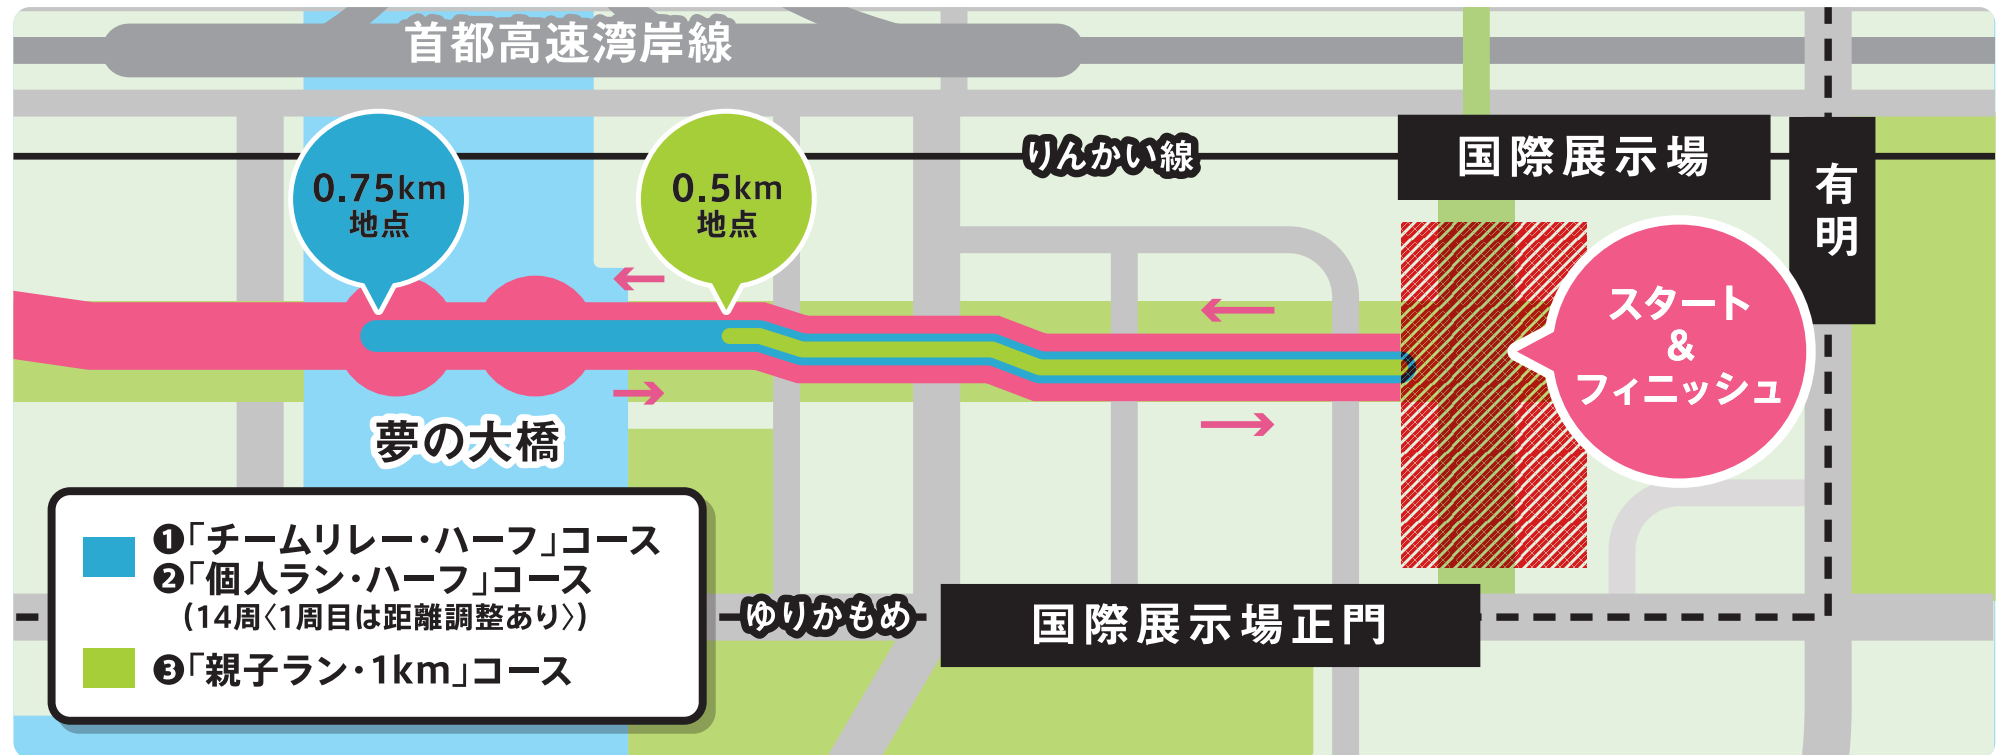 首都高速湾岸線
りんかい線
国際展示場
有明
0.75km
地点
0.5km
地点
スタート
&
フィニッシュ
夢の大橋
❶「チームリレー・ハーフ」コース
❷「個人ラン・ハーフ」コース
(14周〈1周目は距離調整あり〉)
❸「親子ラン・1km」コース
ゆりかもめ
国際展示場正門